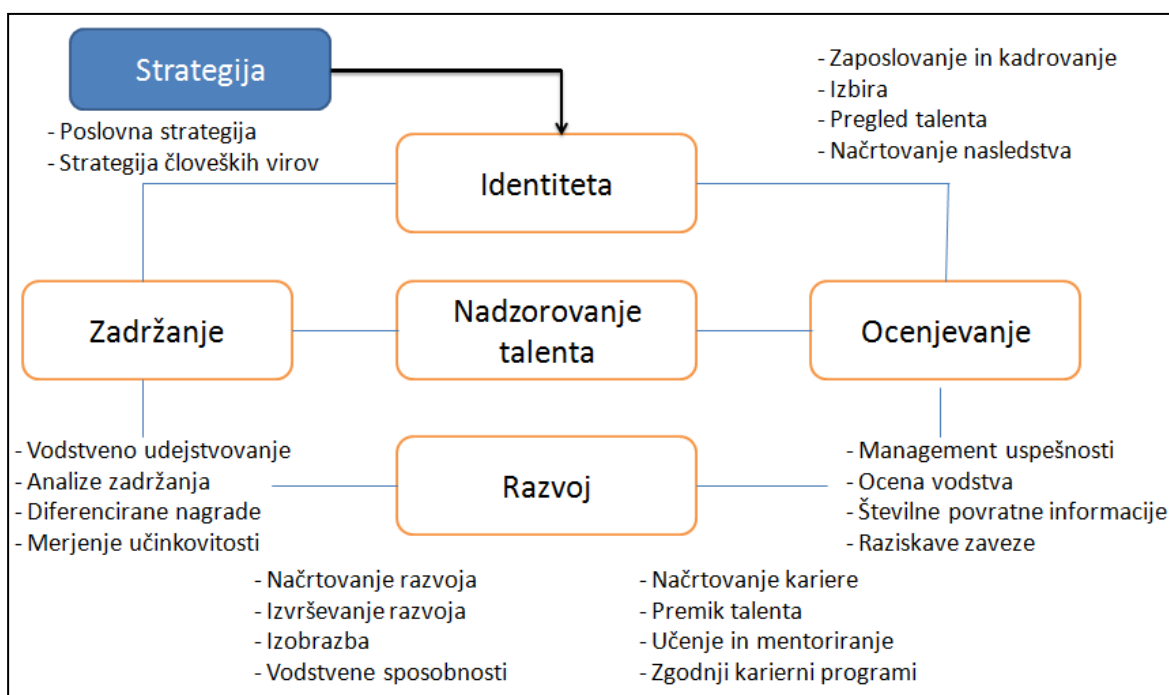 Strategija
- Poslovna strategija
- Strategija človeških virov
- Zaposlovanje in kadrovanje
- Izbira
- Pregled talenta
- Načrtovanje nasledstva
Identiteta
Zadržanje
Nadzorovanje
talenta
Ocenjevanje
- Vodstveno udejstvovanje
- Analize zadržanja
- Diferencirane nagrade
- Merjenje učinkovitosti
Razvoj
- Management uspešnosti
- Ocena vodstva
- Številne povratne informacije
- Raziskave zaveze
- Načrtovanje razvoja
- Izvrševanje razvoja
- Izobrazba
- Vodstvene sposobnosti
- Načrtovanje kariere
- Premik talenta
- Učenje in mentoriranje
- Zgodnji karierni programi